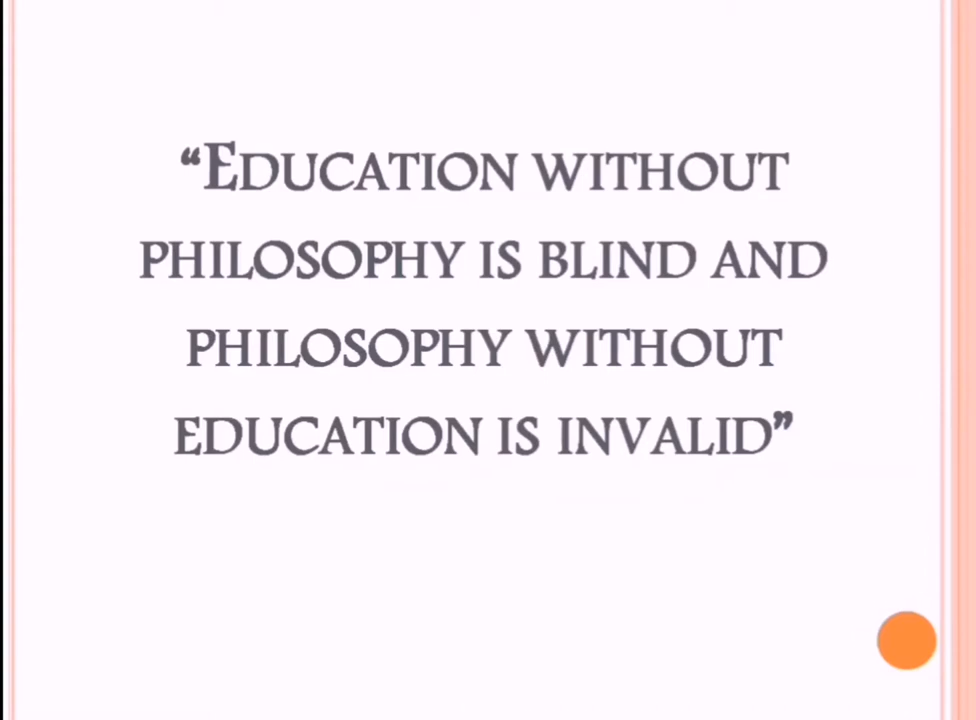 “EDUCATION WITHOUT
PHILOSOPHY IS BLIND AND
PHILOSOPHY WITHOUT
EDUCATION IS INVALID”